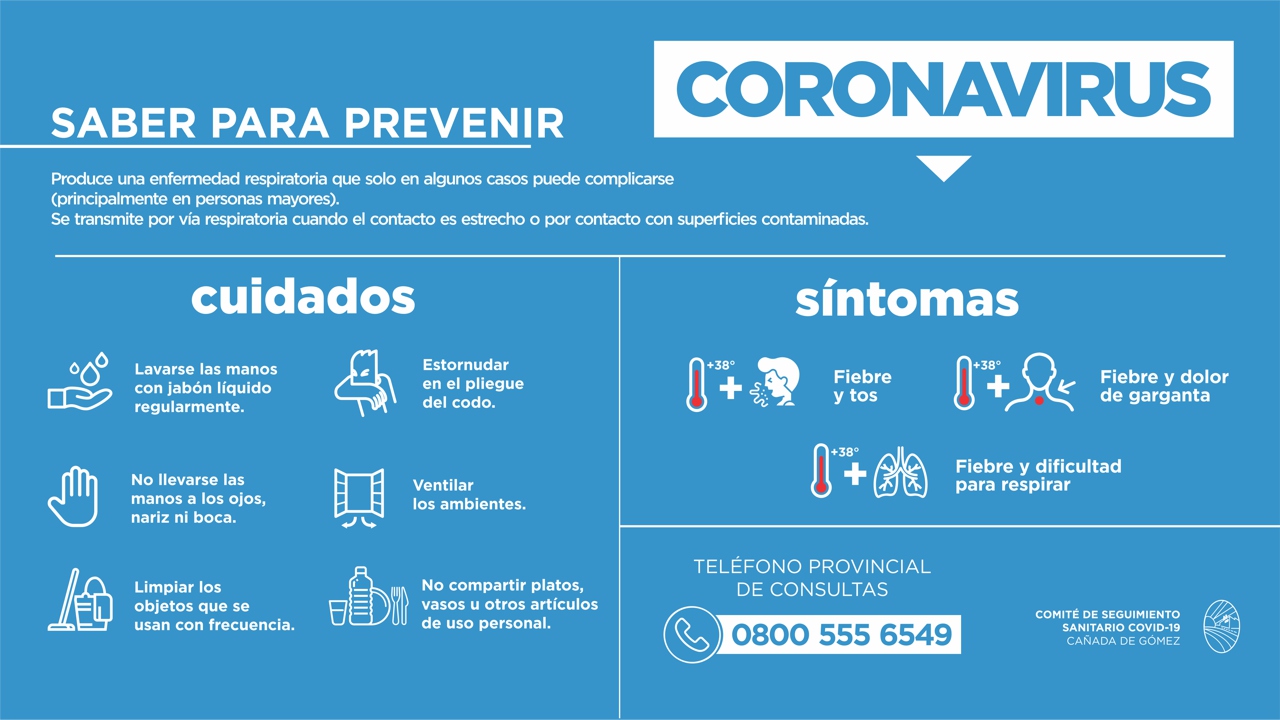 CORONAVIRUS
SABER PARA PREVENIR
Produce una enfermedad respiratoria que solo en algunos casos puede complicarse
(principalmente en personas mayores).
Se transmite por vía respiratoria cuando el contacto es estrecho o por contacto con superficies contaminadas.
cuidados
Lavarse las manos
con jabón líquido
regularmente.
Estornudar
en el pliegue
del codo.
No llevarse las
manos a los ojos,
nariz ni boca.
Ventilar
los ambientes.
Limpiar los
objetos que se
usan con frecuencia.
No compartir platos,
vasos u otros artículos
de uso personal.
síntomas
+38°
Fiebre
y tos
+38°
Fiebre y dolor
de garganta
+38°
Fiebre y dificultad
para respirar
TELÉFONO PROVINCIAL
DE CONSULTAS
0800 555 6549
COMITÉ DE SEGUIMIENTO
SANITARIO COVID-19
CAÑADA DE GÓMEZ